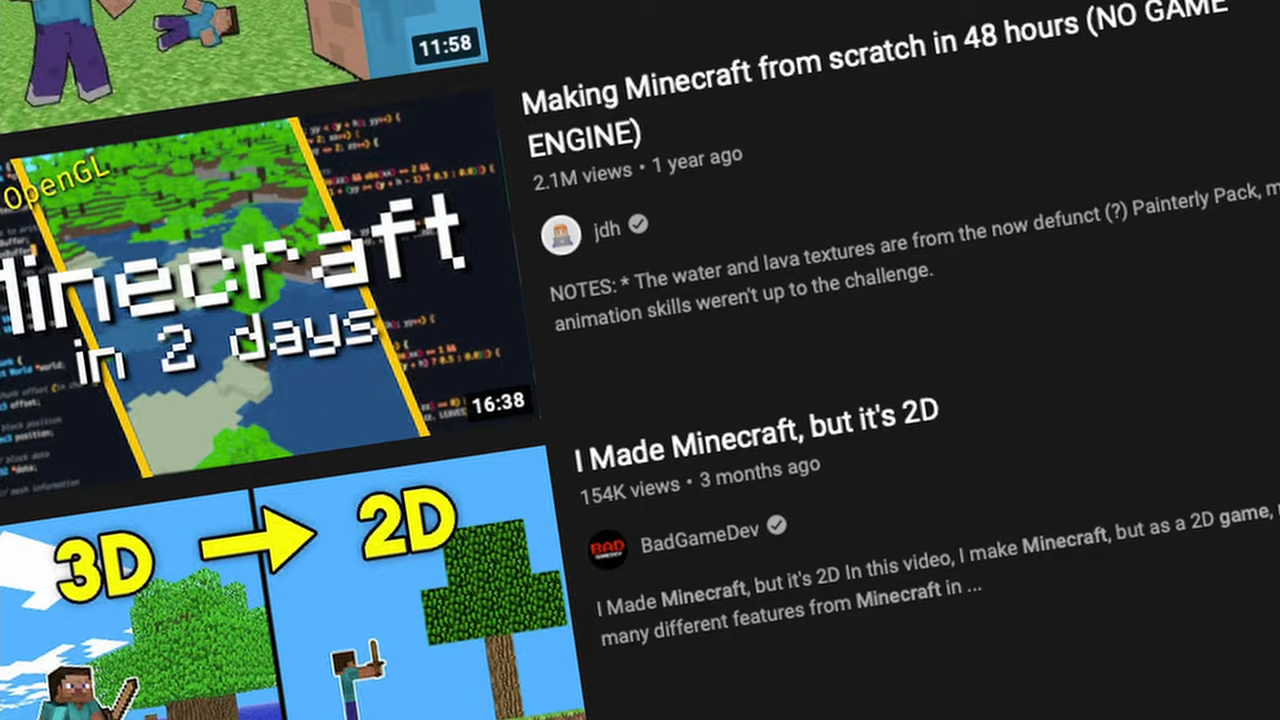 11:58
Making Minecraft from scratch in 48 hours (NO GAME
ENGINE)
2.1M views • 1 year ago
jdh
NOTES: * The water and lava textures are from the now defunct (?) Painterly Pack,
animation skills weren't up to the challenge.
OpenGL
Minecraft
in 2 days
16:38
I Made Minecraft, but it's 2D
154K views • 3 months ago
BAD
BadGameDev
I Made Minecraft, but it's 2D In this video, I make Minecraft, but as a 2D game,
many different features from Minecraft in ...
3D
2D